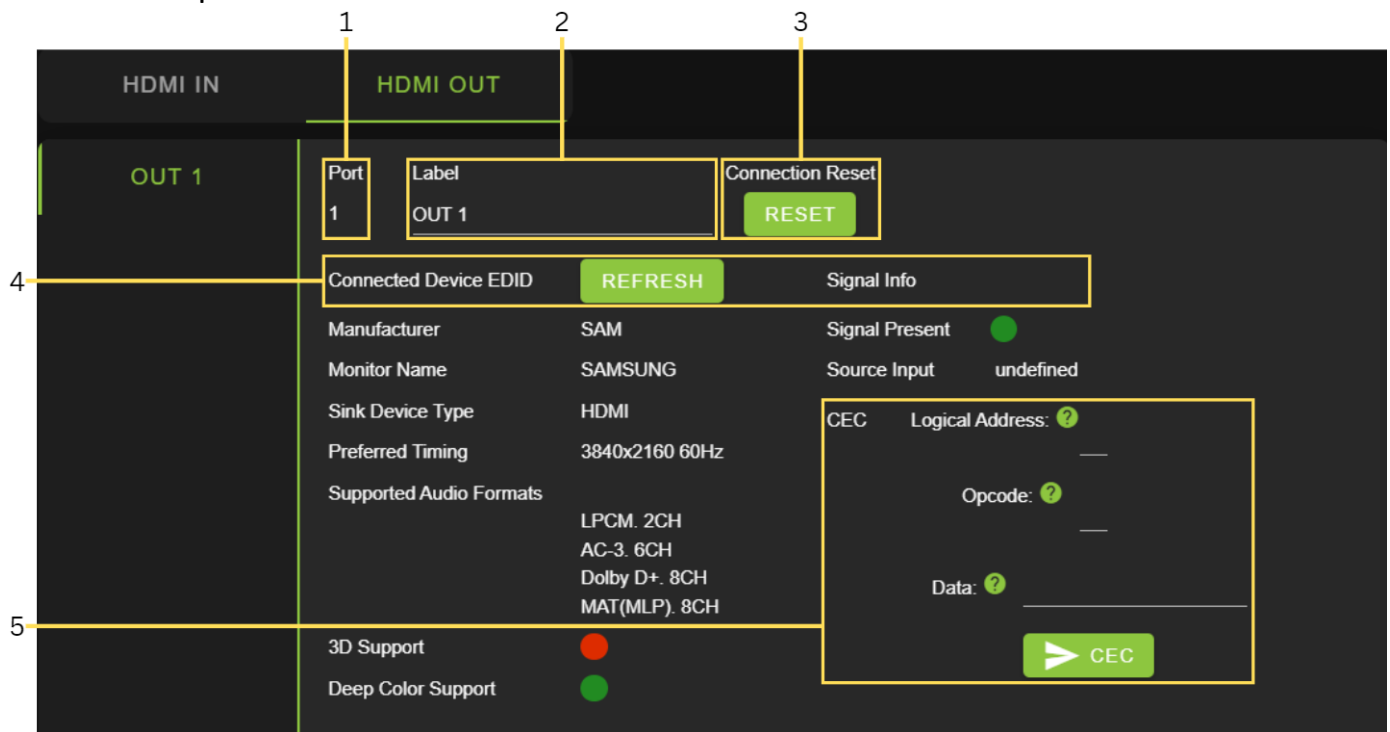 1 2 3
HDMI IN HDMI OUT
OUT 1
Port Label Connection Reset
1 OUT 1 RESET
4
Connected Device EDID REFRESH Signal Info
Manufacturer SAM Signal Present
Monitor Name SAMSUNG Source Input undefined
Sink Device Type HDMI
CEC Logical Address: ?
Preferred Timing 3840x2160 60Hz
Supported Audio Formats
Opcode: ?
LPCM. 2CH
AC-3. 6CH
Dolby D+. 8CH
Data: ?
MAT(MLP). 8CH
5
3D Support
CEC
Deep Color Support